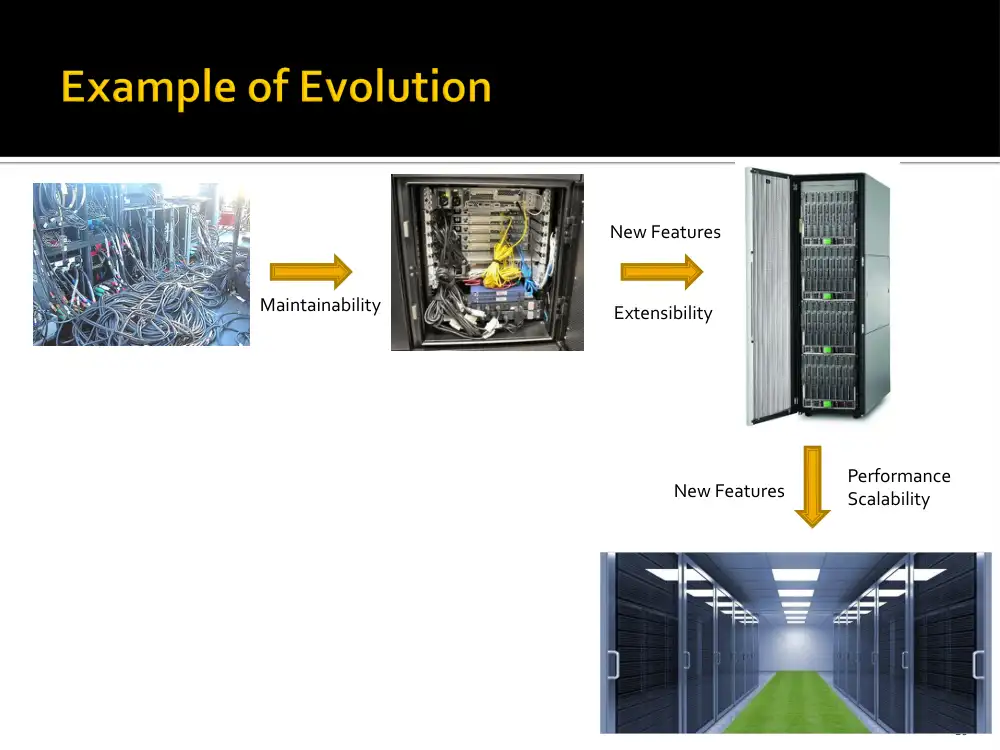 Example of Evolution
New Features
Maintainability
Extensibility
New Features
Performance
Scalability